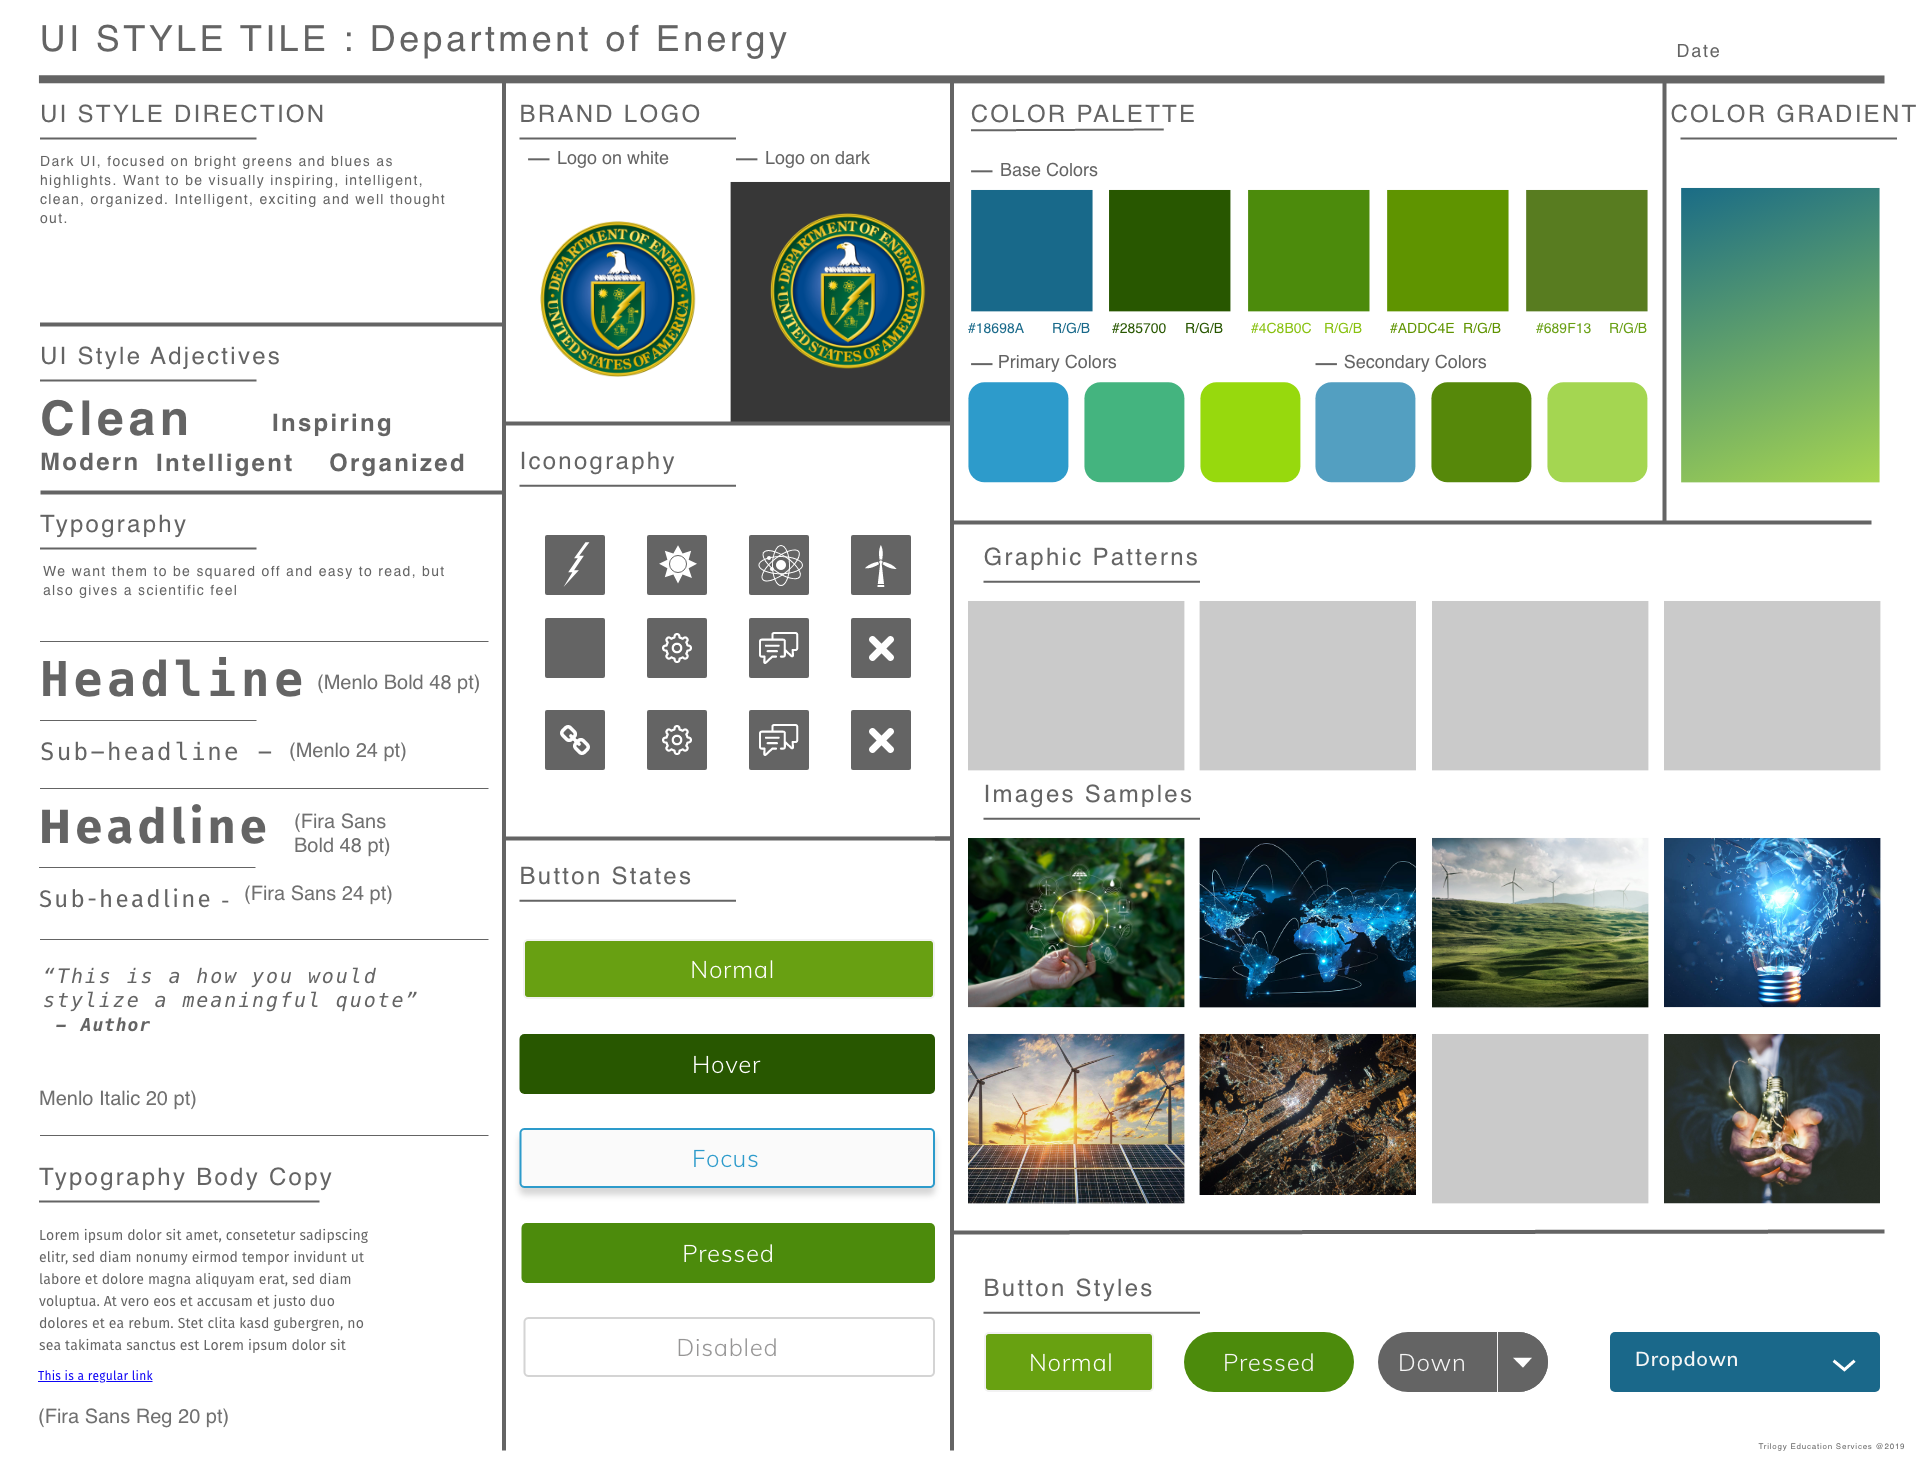 UI STYLE TILE : Department of Energy
Date
UI STYLE DIRECTION
Dark UI, focused on bright greens and blues as
highlights. Want to be visually inspiring, intelligent,
clean, organized. Intelligent, exciting and well thought
out.
UI Style Adjectives
Clean
Inspiring
Modern Intelligent Organized
Typography
We want them to be squared off and easy to read, but
also gives a scientific feel
Headline (Menlo Bold 48 pt)
Sub-headline - (Menlo 24 pt)
Headline
(Fira Sans
Bold 48 pt)
Sub-headline - (Fira Sans 24 pt)
“This is a how you would
stylize a meaningful quote”
– Author
Menlo Italic 20 pt)
Typography Body Copy
Lorem ipsum dolor sit amet, consetetur sadipscing
elitr, sed diam nonumy eirmod tempor invidunt ut
labore et dolore magna aliquyam erat, sed diam
voluptua. At vero eos et accusam et justo duo
dolores et ea rebum. Stet clita kasd gubergren, no
sea takimata sanctus est Lorem ipsum dolor sit
This is a regular link
(Fira Sans Reg 20 pt)
BRAND LOGO
— Logo on white
— Logo on dark
DEPARTMENT OF ENERGY
UNITED STATES OF AMERICA
DEPARTMENT OF ENERGY
UNITED STATES OF AMERICA
Iconography
Button States
Normal
Hover
Focus
Pressed
Disabled
COLOR PALETTE
— Base Colors
#18698A R/G/B #285700 R/G/B #4C8B0C R/G/B #ADDC4E R/G/B #689F13 R/G/B
— Primary Colors
— Secondary Colors
COLOR GRADIENT
Graphic Patterns
Images Samples
Button Styles
Normal
Pressed
Down
Dropdown
Trilogy Education Services @2019